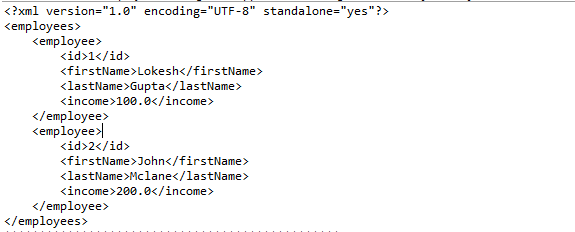 <?xml version="1.0" encoding="UTF-8" standalone="yes"?>
<employees>
    <employee>
        <id>1</id>
        <firstName>Lokesh</firstName>
        <lastName>Gupta</lastName>
        <income>100.0</income>
    </employee>
    <employee>
        <id>2</id>
        <firstName>John</firstName>
        <lastName>Mclane</lastName>
        <income>200.0</income>
    </employee>
</employees>